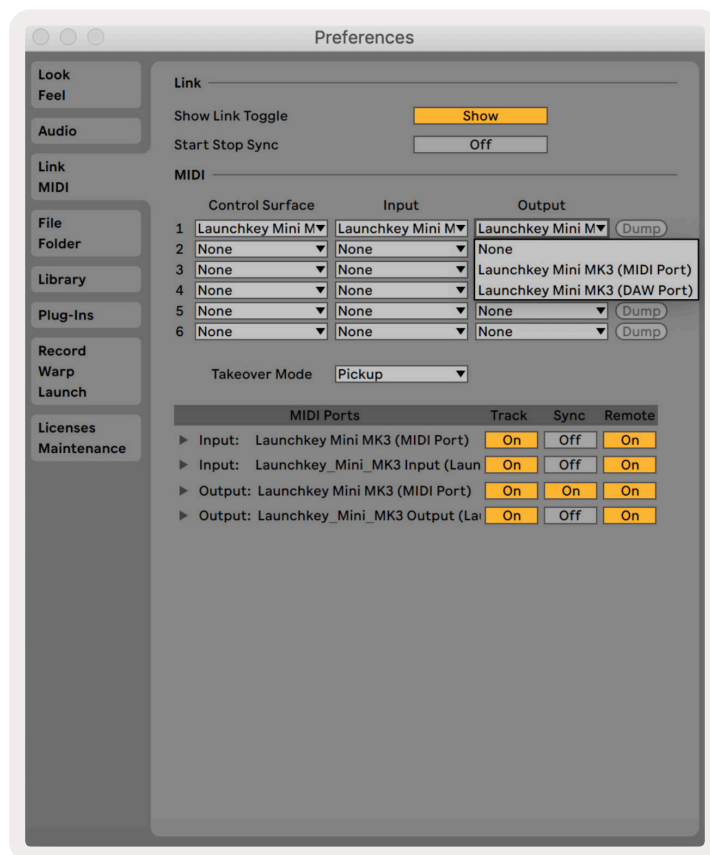 Preferences
Look
Feel
Audio
Link
MIDI
File
Folder
Library
Plug-Ins
Record
Warp
Launch
Licenses
Maintenance
Link
Show Link Toggle Show
Start Stop Sync Off
MIDI
Control Surface Input Output
1 Launchkey Mini M Launchkey Mini M Launchkey Mini M Dump
2 None None None
3 None None Launchkey Mini MK3 (MIDI Port)
4 None None Launchkey Mini MK3 (DAW Port)
5 None None None Dump
6 None None None Dump
Takeover Mode Pickup
MIDI Ports Track Sync Remote
Input: Launchkey Mini MK3 (MIDI Port) On Off On
Input: Launchkey_Mini_MK3 Input (Laun On Off On
Output: Launchkey Mini MK3 (MIDI Port) On On On
Output: Launchkey_Mini_MK3 Output (La On Off On